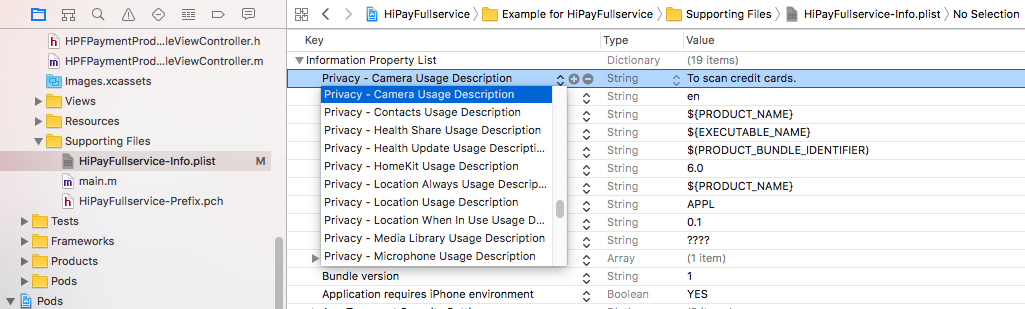 HiPayFullservice Example for HiPayFullservice Supporting Files HiPayFullservice-Info.plist No Selection
HPFPaymentProd...leViewController.h
HPFPaymentProd...leViewController.m
Images.xcassets
Views
Resources
Supporting Files
HiPayFullservice-Info.plist M
main.m
HiPayFullservice-Prefix.pch
Tests
Frameworks
Products
Pods
Pods
Key Type Value
Information Property List Dictionary (19 items)
Privacy - Camera Usage Description String To scan credit cards.
Privacy - Camera Usage Description String en
Privacy - Contacts Usage Description String ${PRODUCT_NAME}
Privacy - Health Share Usage Description String ${EXECUTABLE_NAME}
Privacy - Health Update Usage Descripti... String $(PRODUCT_BUNDLE_IDENTIFIER)
Privacy - HomeKit Usage Description String 6.0
Privacy - Location Always Usage Descrip... String ${PRODUCT_NAME}
Privacy - Location Usage Description String APPL
Privacy - Location When In Use Usage D... String 0.1
Privacy - Media Library Usage Description String ????
Privacy - Microphone Usage Description Array (1 item)
Bundle version String 1
Application requires iPhone environment Boolean YES